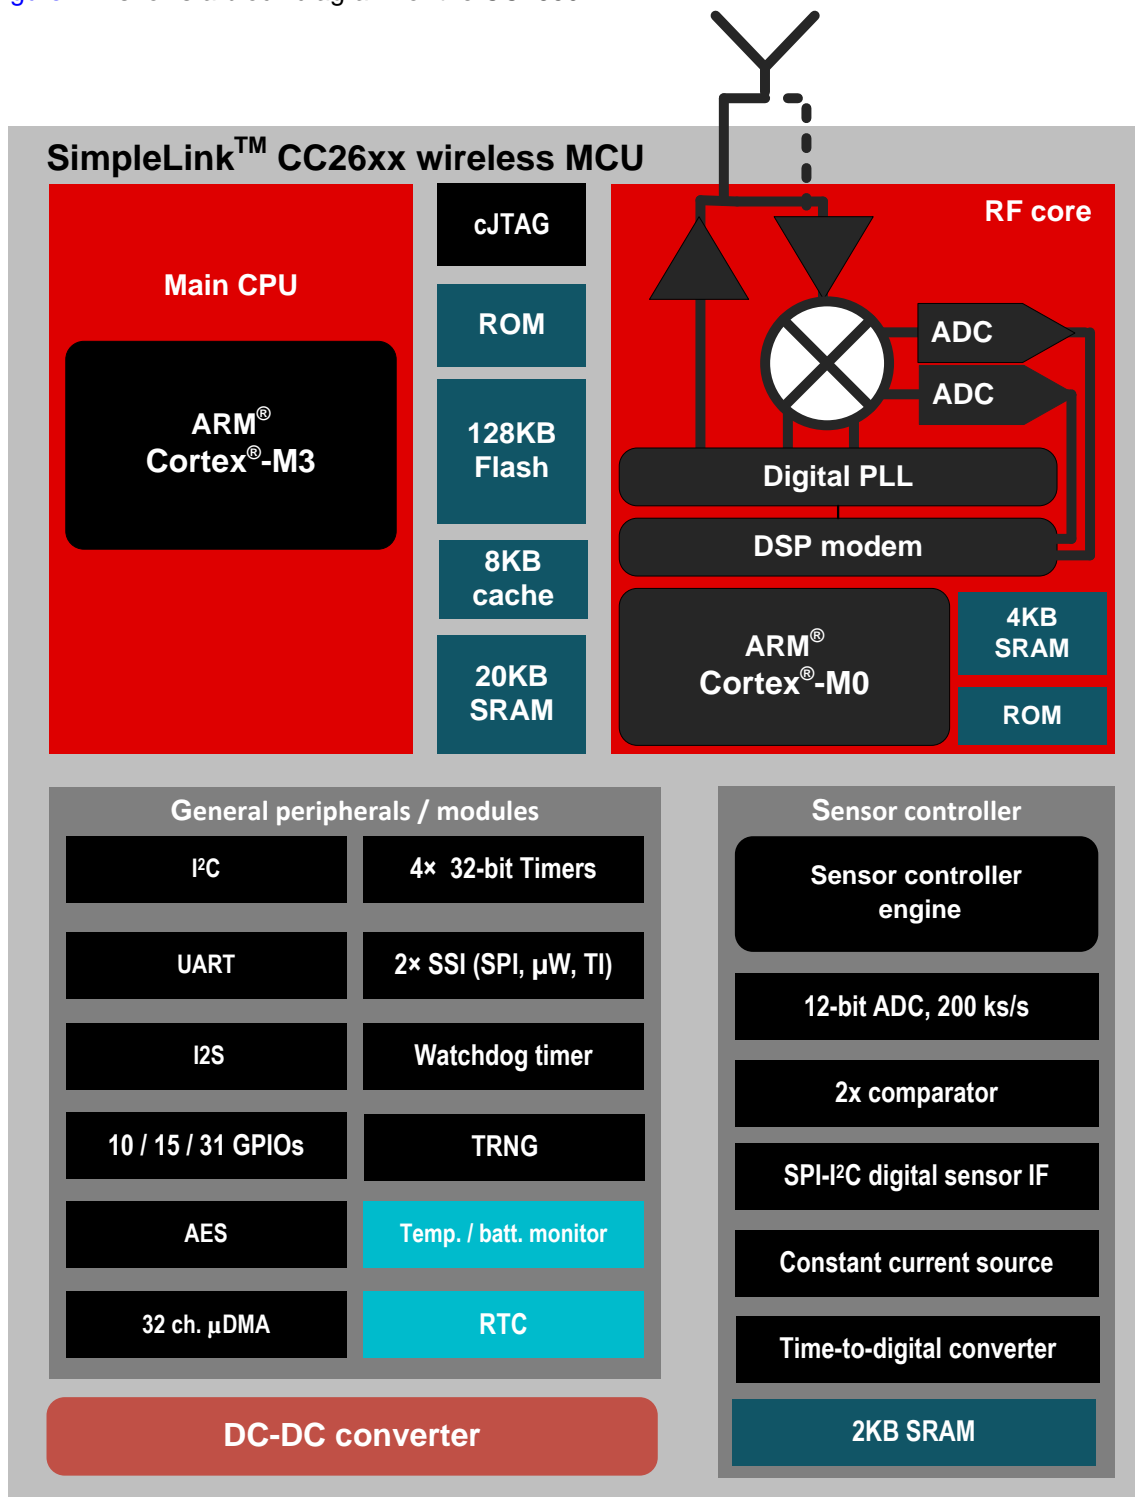 SimpleLink™ CC26xx wireless MCU
cJTAG
RF core
Main CPU
ROM
ADC
ADC
ARM®
Cortex®-M3
128KB
Flash
Digital PLL
DSP modem
8KB
cache
ARM®
Cortex®-M0
4KB
SRAM
20KB
SRAM
ROM
General peripherals / modules
I²C
4× 32-bit Timers
UART
2× SSI (SPI, µW, TI)
I2S
Watchdog timer
10 / 15 / 31 GPIOs
TRNG
AES
Temp. / batt. monitor
32 ch. µDMA
RTC
Sensor controller
Sensor controller
engine
12-bit ADC, 200 ks/s
2x comparator
SPI-I²C digital sensor IF
Constant current source
Time-to-digital converter
2KB SRAM
DC-DC converter